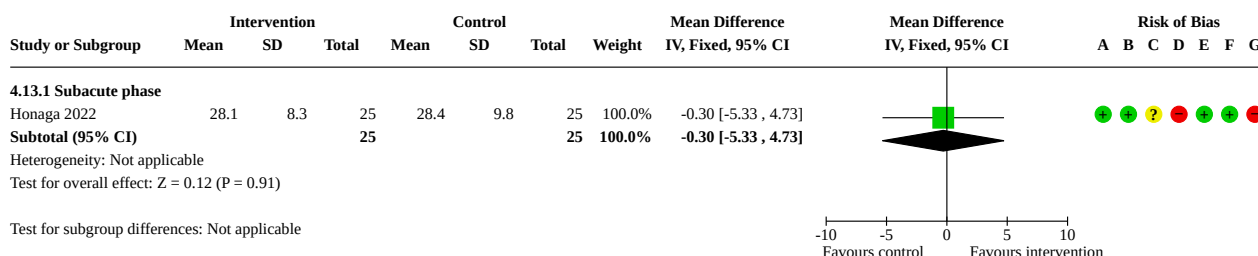 Intervention Control Mean Difference Mean Difference Risk of Bias
Study or Subgroup Mean SD Total Mean SD Total Weight IV, Fixed, 95% CI IV, Fixed, 95% CI A B C D E F G
4.13.1 Subacute phase
Honaga 2022 28.1 8.3 25 28.4 9.8 25 100.0% -0.30 [-5.33 , 4.73] + + ? − + + −
Subtotal (95% CI) 25 25 100.0% -0.30 [-5.33 , 4.73]
Heterogeneity: Not applicable
Test for overall effect: Z = 0.12 (P = 0.91)
Test for subgroup differences: Not applicable
-10 -5 0 5 10
Favours control Favours intervention